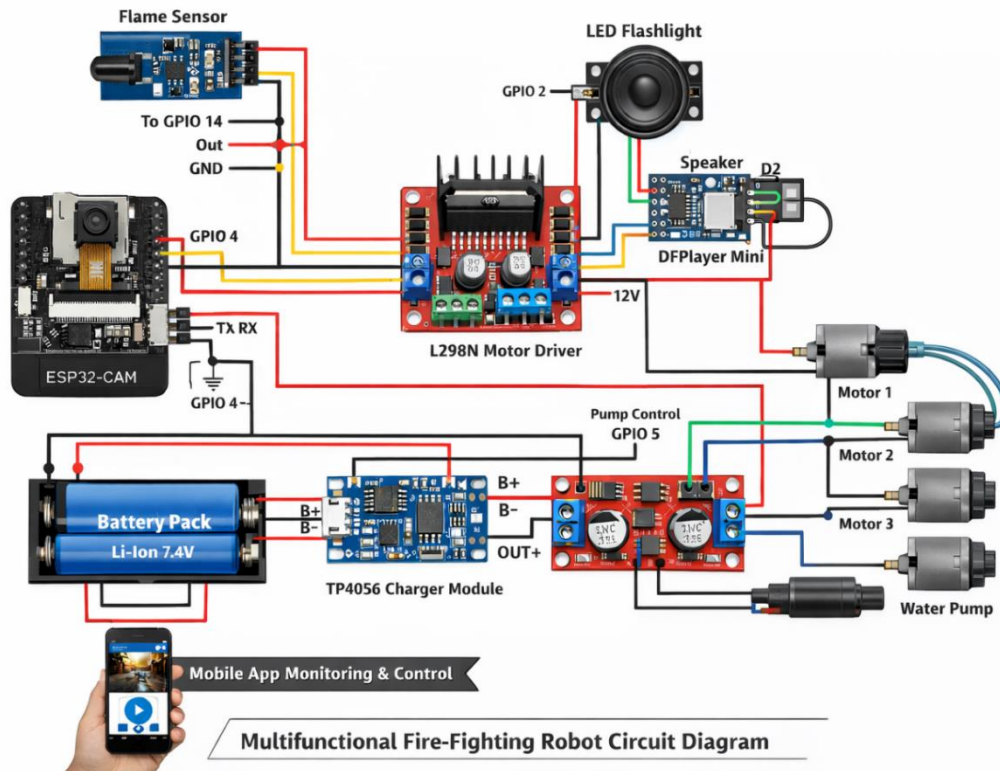 Flame Sensor
LED Flashlight
GPIO 2
To GPIO 14
Out
GND
Speaker
D2
GPIO 4
DFPlayer Mini
12V
TX RX
L298N Motor Driver
ESP32-CAM
GPIO 4-
Motor 1
Pump Control
GPIO 5
Motor 2
B+
B-
OUT+
Motor 3
Battery Pack
Li-Ion 7.4V
B+
B-
TP4056 Charger Module
Water Pump
Mobile App Monitoring & Control
Multifunctional Fire-Fighting Robot Circuit Diagram